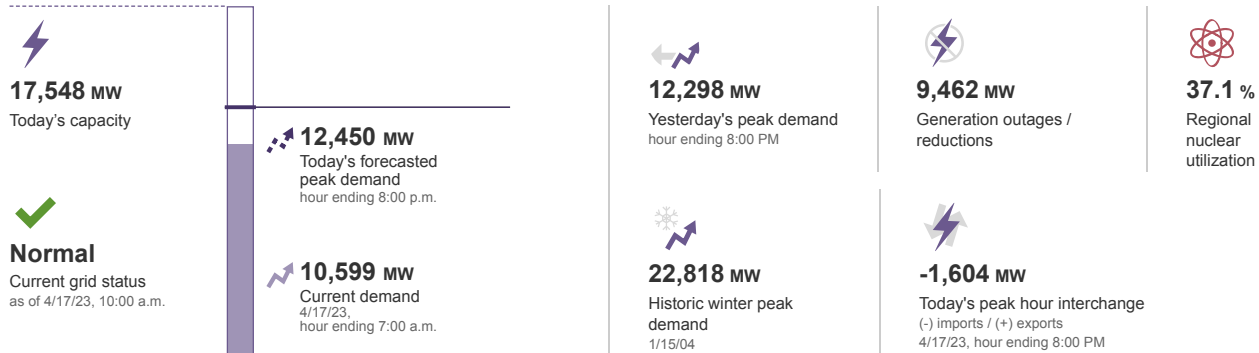 17,548 MW
Today's capacity
Normal
Current grid status
as of 4/17/23, 10:00 a.m.
12,450 MW
Today's forecasted
peak demand
hour ending 8:00 p.m.
10,599 MW
Current demand
4/17/23,
hour ending 7:00 a.m.
12,298 MW
Yesterday's peak demand
hour ending 8:00 PM
9,462 MW
Generation outages /
reductions
37.1 %
Regional
nuclear
utilization
22,818 MW
Historic winter peak
demand
1/15/04
-1,604 MW
Today's peak hour interchange
(-) imports / (+) exports
4/17/23, hour ending 8:00 PM